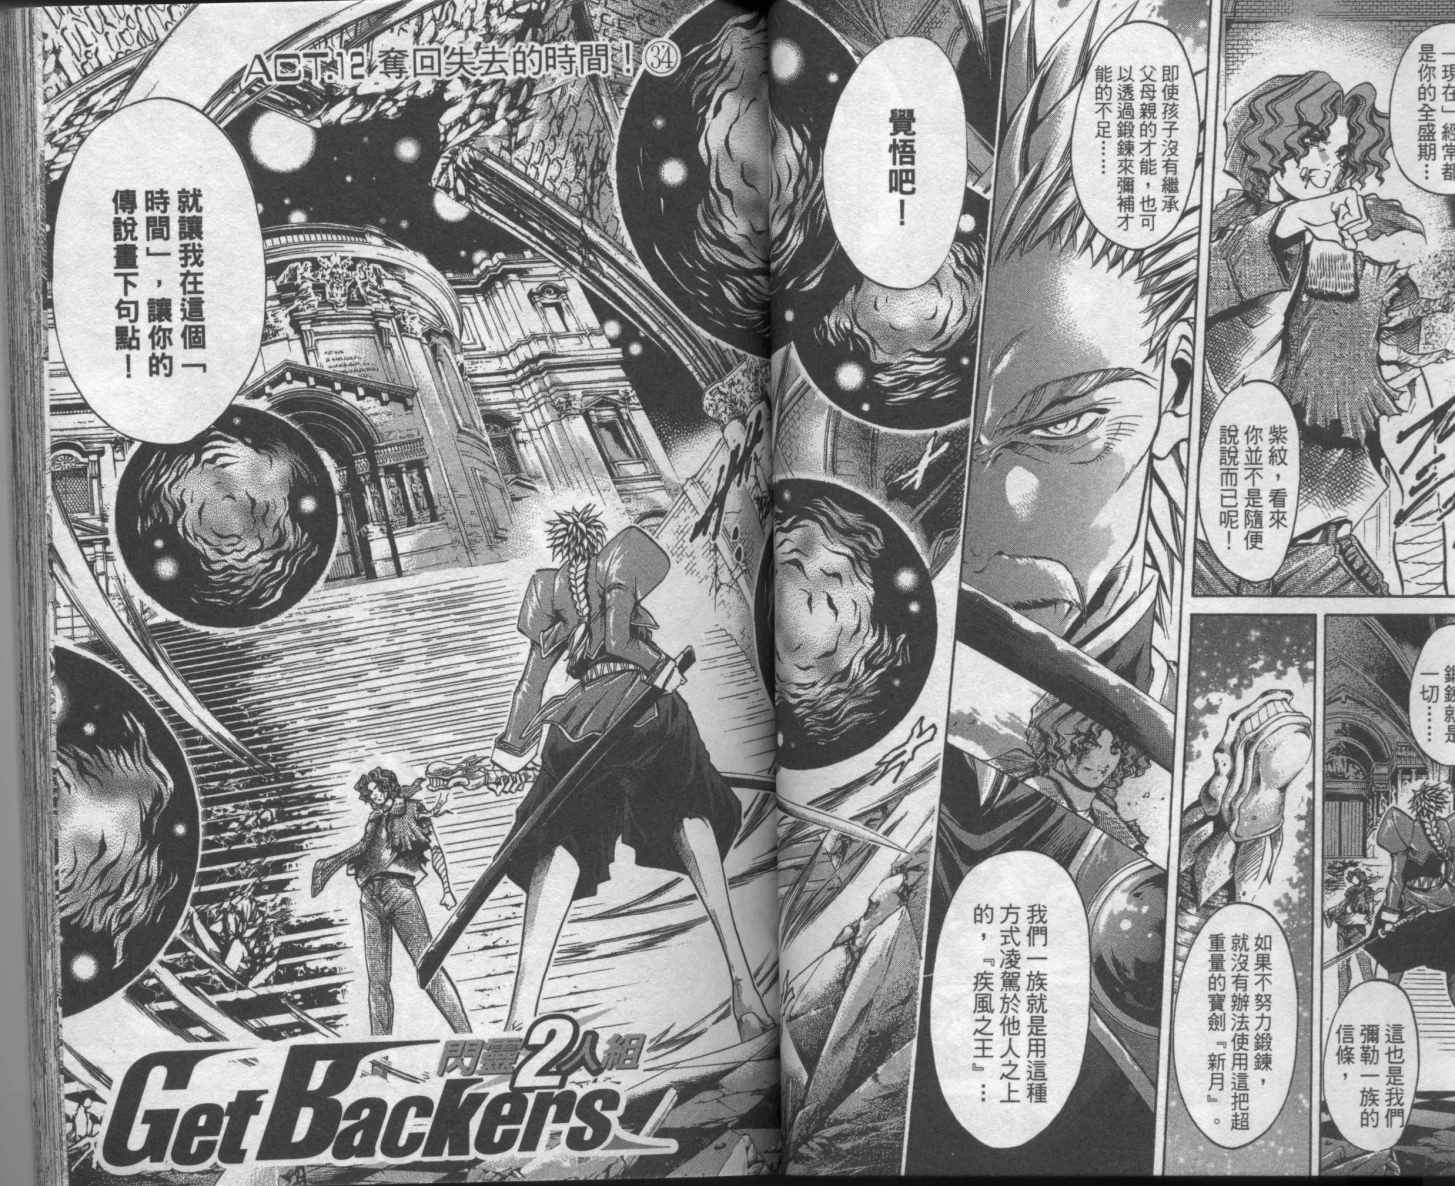 一現在」經常都
是你的全盛期…
紫紋，看來
你並不是隨便
說說而已呢！
即使孩子沒有繼承
父母親的才能，也可
以透過鍛鍊來彌補才
能的不足……
鍛鍊就是
一切……
這也是我們
彌勒一族的
信條，
如果不努力鍛鍊，
就沒有辦法使用這把超
重量的寶劍『新月』。
我們一族就是用這種
方式凌駕於他人之上
的，『疾風之王』…
覺悟吧！
ACT.12 奪回失去的時間！㉞
就讓我在這個「
時間」，讓你的
傳說畫下句點！
閃靈2人組
GetBackers